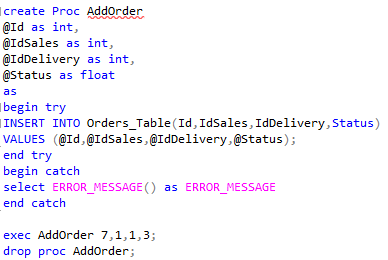 create Proc AddOrder
@Id as int,
@IdSales as int,
@IdDelivery as int,
@Status as float
as
begin try
INSERT INTO Orders_Table(Id,IdSales,IdDelivery,Status)
VALUES (@Id,@IdSales,@IdDelivery,@Status);
end try
begin catch
select ERROR_MESSAGE() as ERROR_MESSAGE
end catch

exec AddOrder 7,1,1,3;
drop proc AddOrder;